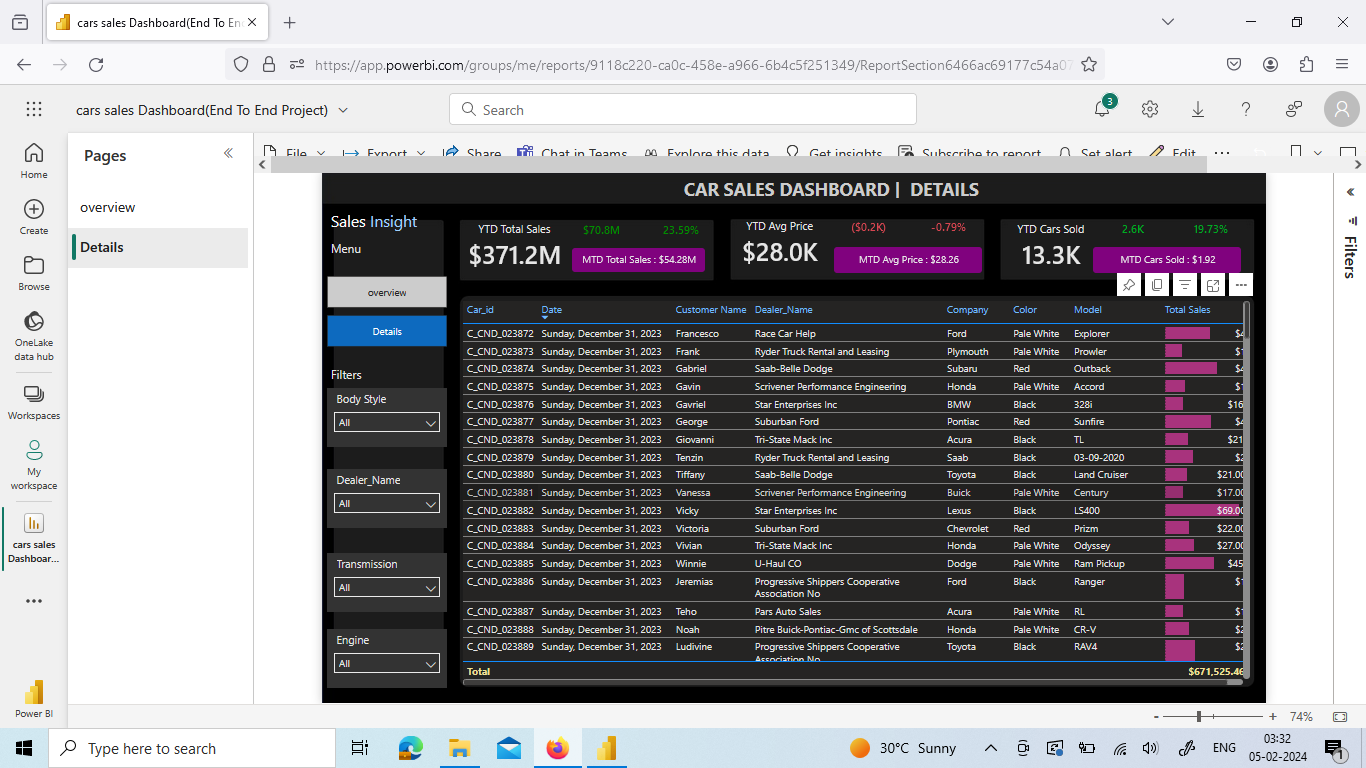 cars sales Dashboard(End To En
https://app.powerbi.com/groups/me/reports/9118c220-ca0c-458e-a966-6b4c5f251349/ReportSection6466ac69177c54a07
cars sales Dashboard(End To End Project)
Search
3
Home
Create
Browse
OneLake
data hub
Workspaces
My
workspace
cars sales
Dashboar...
Power BI
Pages
overview
Details
File
Export
Share
Chat in Teams
Explore this data
Get insights
Subscribe to report
Set alert
Edit
Filters
CAR SALES DASHBOARD | DETAILS
Sales Insight
Menu
overview
Details
Filters
Body Style
All
Dealer_Name
All
Transmission
All
Engine
All
YTD Total Sales $70.8M 23.59%
$371.2M MTD Total Sales : $54.28M
YTD Avg Price ($0.2K) -0.79%
$28.0K MTD Avg Price : $28.26
YTD Cars Sold 2.6K 19.73%
13.3K MTD Cars Sold : $1.92
Car_id Date Customer Name Dealer_Name Company Color Model Total Sales
C_CND_023872 Sunday, December 31, 2023 Francesco Race Car Help Ford Pale White Explorer $4
C_CND_023873 Sunday, December 31, 2023 Frank Ryder Truck Rental and Leasing Plymouth Pale White Prowler $1
C_CND_023874 Sunday, December 31, 2023 Gabriel Saab-Belle Dodge Subaru Red Outback $4
C_CND_023875 Sunday, December 31, 2023 Gavin Scrivener Performance Engineering Honda Pale White Accord $1
C_CND_023876 Sunday, December 31, 2023 Gavriel Star Enterprises Inc BMW Black 328i $16
C_CND_023877 Sunday, December 31, 2023 George Suburban Ford Pontiac Red Sunfire $4
C_CND_023878 Sunday, December 31, 2023 Giovanni Tri-State Mack Inc Acura Black TL $21
C_CND_023879 Sunday, December 31, 2023 Tenzin Ryder Truck Rental and Leasing Saab Black 03-09-2020 $2
C_CND_023880 Sunday, December 31, 2023 Tiffany Saab-Belle Dodge Toyota Black Land Cruiser $21.00
C_CND_023881 Sunday, December 31, 2023 Vanessa Scrivener Performance Engineering Buick Pale White Century $17.00
C_CND_023882 Sunday, December 31, 2023 Vicky Star Enterprises Inc Lexus Black LS400 $69.00
C_CND_023883 Sunday, December 31, 2023 Victoria Suburban Ford Chevrolet Red Prizm $22.00
C_CND_023884 Sunday, December 31, 2023 Vivian Tri-State Mack Inc Honda Pale White Odyssey $27.00
C_CND_023885 Sunday, December 31, 2023 Winnie U-Haul CO Dodge Pale White Ram Pickup $45
C_CND_023886 Sunday, December 31, 2023 Jeremias Progressive Shippers Cooperative Ford Black Ranger $1
Association No
C_CND_023887 Sunday, December 31, 2023 Teho Pars Auto Sales Acura Pale White RL $1
C_CND_023888 Sunday, December 31, 2023 Noah Pitre Buick-Pontiac-Gmc of Scottsdale Honda Pale White CR-V $2
C_CND_023889 Sunday, December 31, 2023 Ludivine Progressive Shippers Cooperative Toyota Black RAV4 $2
Association No
Total $671,525.46
74%
Type here to search
30°C Sunny
ENG
03:32
05-02-2024
1